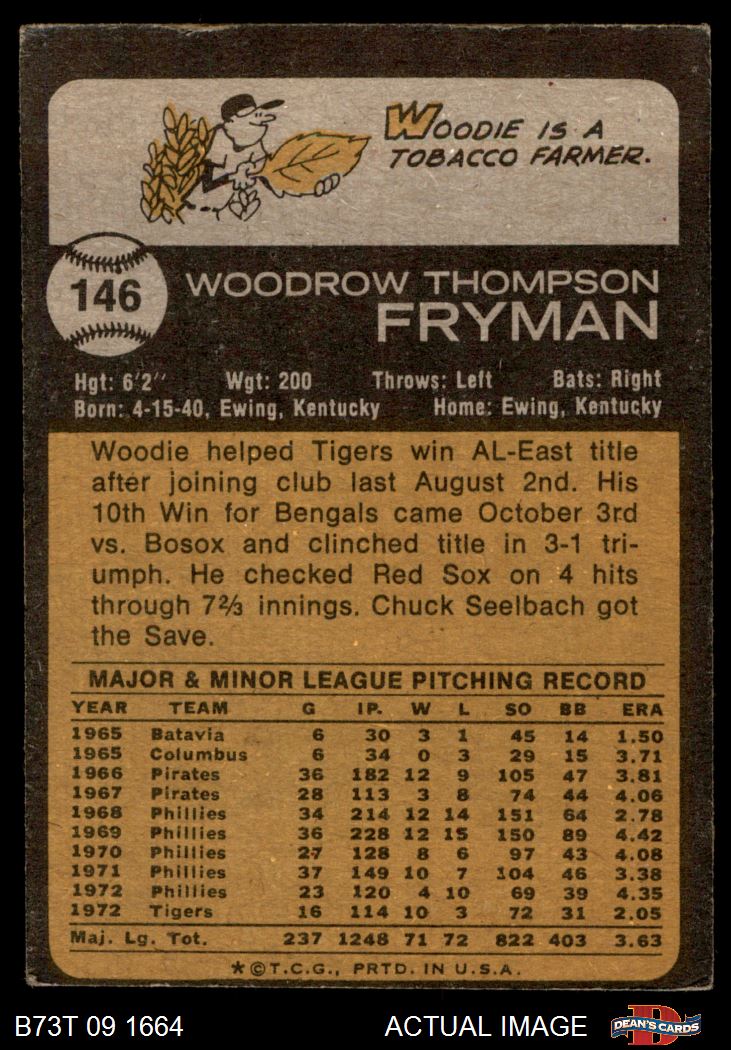 WOODIE IS A
TOBACCO FARMER.
146
WOODROW THOMPSON
FRYMAN
Hgt: 6'2" Wgt: 200 Throws: Left Bats: Right
Born: 4-15-40, Ewing, Kentucky Home: Ewing, Kentucky
Woodie helped Tigers win AL-East title
after joining club last August 2nd. His
10th Win for Bengals came October 3rd
vs. Bosox and clinched title in 3-1 tri-
umph. He checked Red Sox on 4 hits
through 7⅔ innings. Chuck Seelbach got
the Save.
MAJOR & MINOR LEAGUE PITCHING RECORD
YEAR TEAM G IP. W L SO BB ERA
1965 Batavia 6 30 3 1 45 14 1.50
1965 Columbus 6 34 0 3 29 15 3.71
1966 Pirates 36 182 12 9 105 47 3.81
1967 Pirates 28 113 3 8 74 44 4.06
1968 Phillies 34 214 12 14 151 64 2.78
1969 Phillies 36 228 12 15 150 89 4.42
1970 Phillies 27 128 8 6 97 43 4.08
1971 Phillies 37 149 10 7 104 46 3.38
1972 Phillies 23 120 4 10 69 39 4.35
1972 Tigers 16 114 10 3 72 31 2.05
Maj. Lg. Tot. 237 1248 71 72 822 403 3.63
*©T.C.G., PRTD. IN U.S.A.
B73T 09 1664 ACTUAL IMAGE DEAN'S CARDS